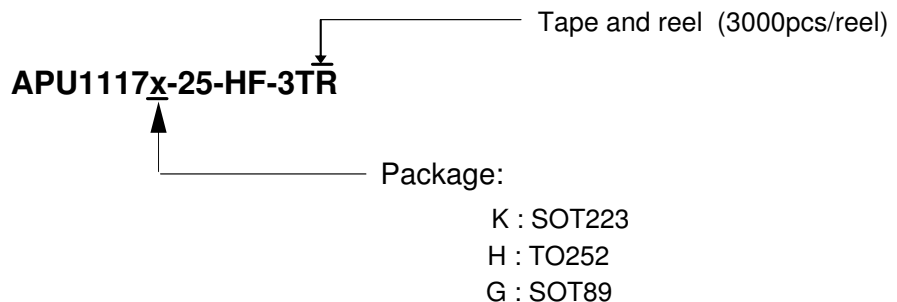 Tape and reel (3000pcs/reel)
APU1117x-25-HF-3TR
Package:
K : SOT223
H : TO252
G : SOT89